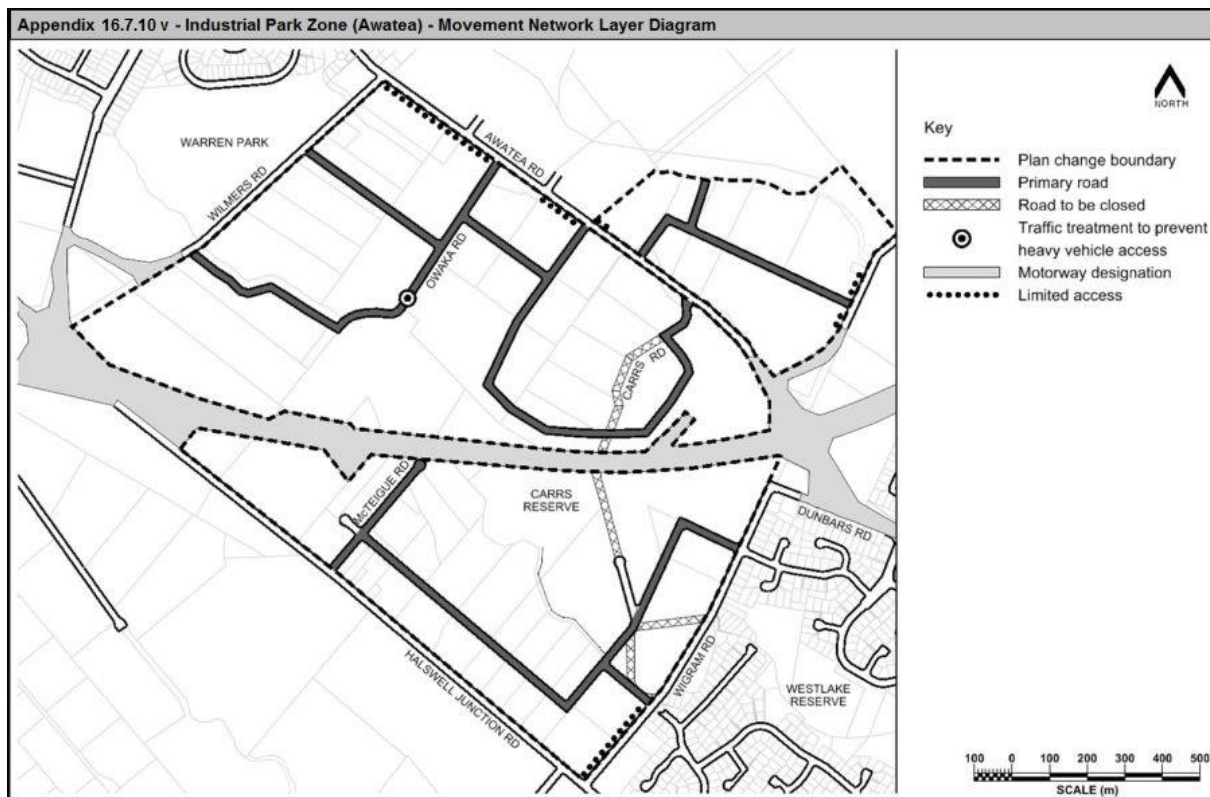 Appendix 16.7.10 v - Industrial Park Zone (Awatea) - Movement Network Layer Diagram
NORTH
Key
Plan change boundary
Primary road
Road to be closed
Traffic treatment to prevent
heavy vehicle access
Motorway designation
Limited access
WARREN PARK
AWATEA RD
WILMERS RD
OWAKA RD
CARRS RD
McTEIGUE RD
CARRS
RESERVE
DUNBARS RD
WIGRAM RD
HALSWELL JUNCTION RD
WESTLAKE
RESERVE
100 0 100 200 300 400 500
SCALE (m)